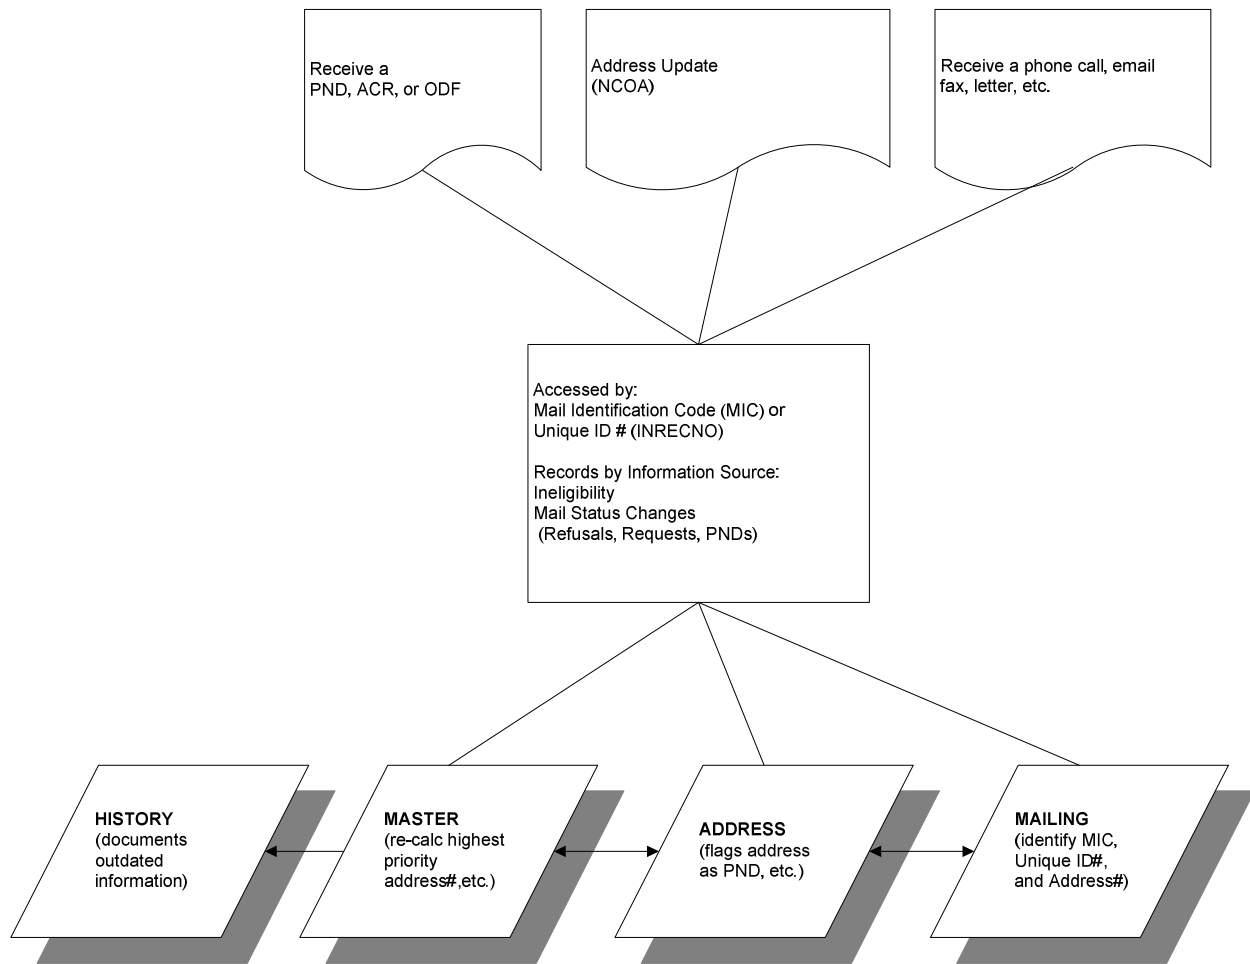 Receive a
PND, ACR, or ODF
Address Update
(NCOA)
Receive a phone call, email
fax, letter, etc.
Accessed by:
Mail Identification Code (MIC) or
Unique ID # (INRECNO)
Records by Information Source:
Ineligibility
Mail Status Changes
(Refusals, Requests, PNDs)
HISTORY
(documents
outdated
information)
MASTER
(re-calc highest
priority
address#,etc.)
ADDRESS
(flags address
as PND, etc.)
MAILING
(identify MIC,
Unique ID#,
and Address#)